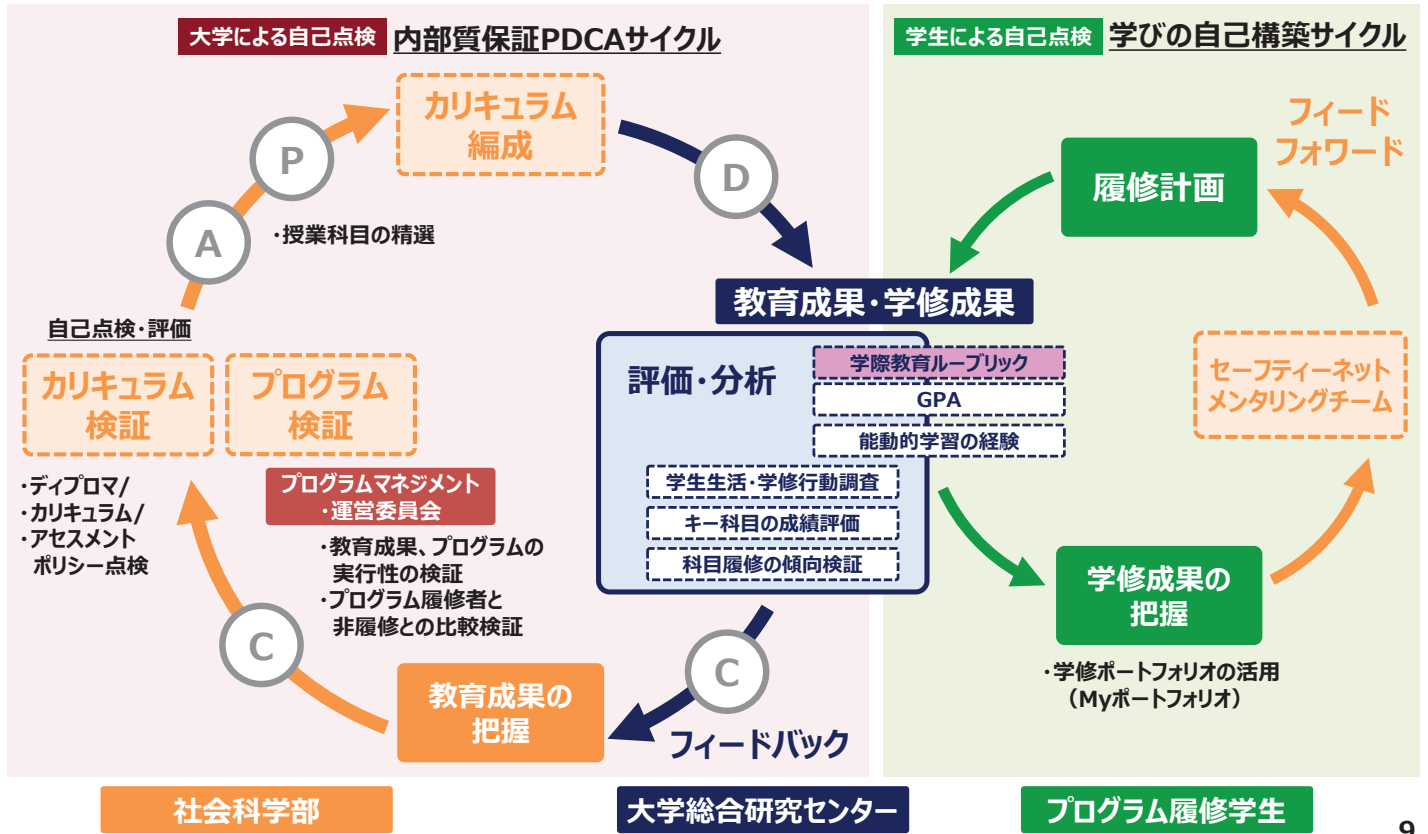 大学による自己点検 内部質保証PDCAサイクル
カリキュラム
編成
P
D
A
・授業科目の精選
自己点検・評価
カリキュラム
検証
プログラム
検証
・ディプロマ/
・カリキュラム/
・アセスメント
ポリシー点検
プログラムマネジメント
・運営委員会
・教育成果、プログラムの
実行性の検証
・プログラム履修者と
非履修との比較検証
C
教育成果の
把握
C
フィードバック
教育成果・学修成果
評価・分析
学際教育ルーブリック
GPA
能動的学習の経験
学生生活・学修行動調査
キー科目の成績評価
科目履修の傾向検証
学生による自己点検 学びの自己構築サイクル
フィード
フォワード
履修計画
セーフティーネット
メンタリングチーム
学修成果の
把握
・学修ポートフォリオの活用
（Myポートフォリオ）
社会科学部
大学総合研究センター
プログラム履修学生
9